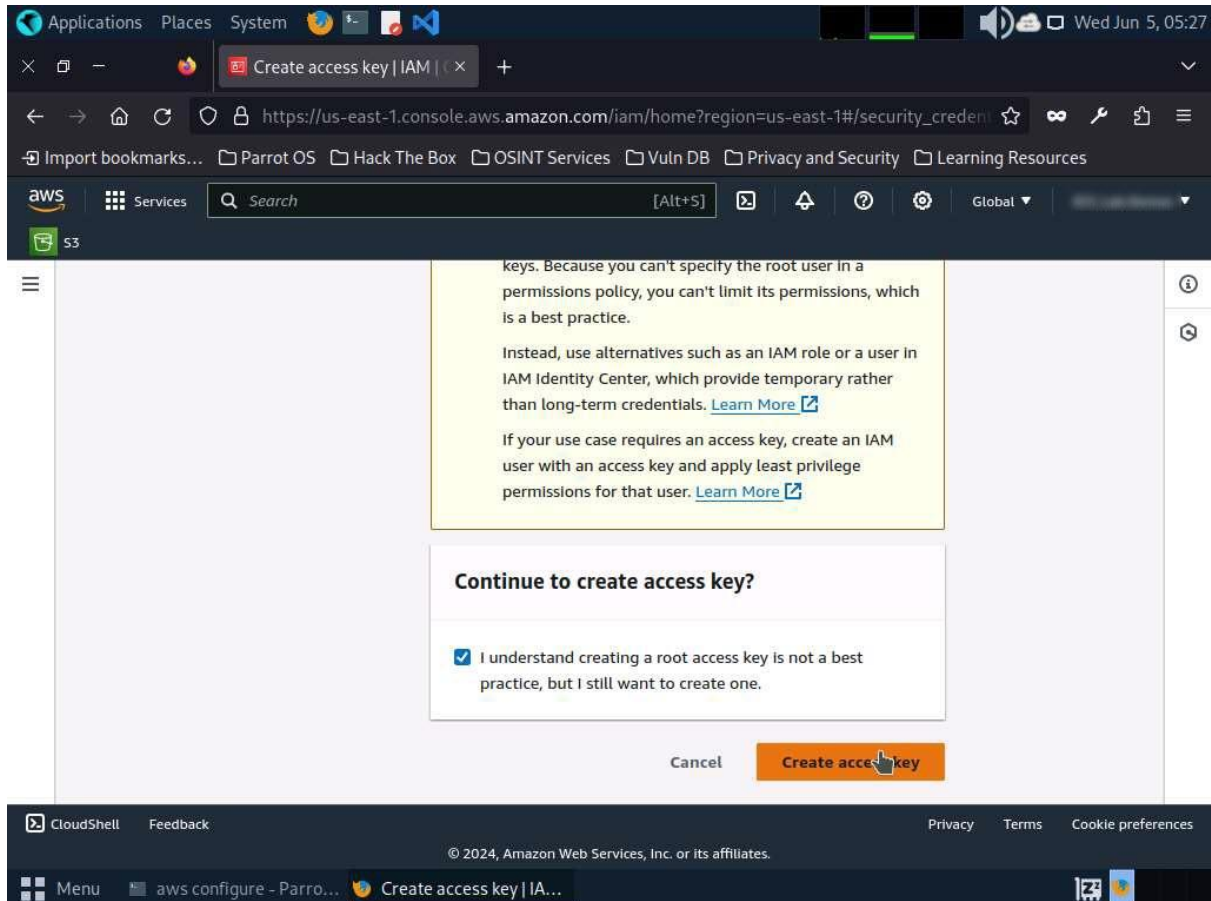 Applications Places System Wed Jun 5, 05:27
Create access key | IAM |
https://us-east-1.console.aws.amazon.com/iam/home?region=us-east-1#/security_creden
Import bookmarks... Parrot OS Hack The Box OSINT Services Vuln DB Privacy and Security Learning Resources
aws Services Search [Alt+S] Global
S3
keys. Because you can't specify the root user in a
permissions policy, you can't limit its permissions, which
is a best practice.
Instead, use alternatives such as an IAM role or a user in
IAM Identity Center, which provide temporary rather
than long-term credentials. Learn More
If your use case requires an access key, create an IAM
user with an access key and apply least privilege
permissions for that user. Learn More
Continue to create access key?
I understand creating a root access key is not a best
practice, but I still want to create one.
Cancel Create access key
CloudShell Feedback Privacy Terms Cookie preferences
© 2024, Amazon Web Services, Inc. or its affiliates.
Menu aws configure - Parro... Create access key | IA...